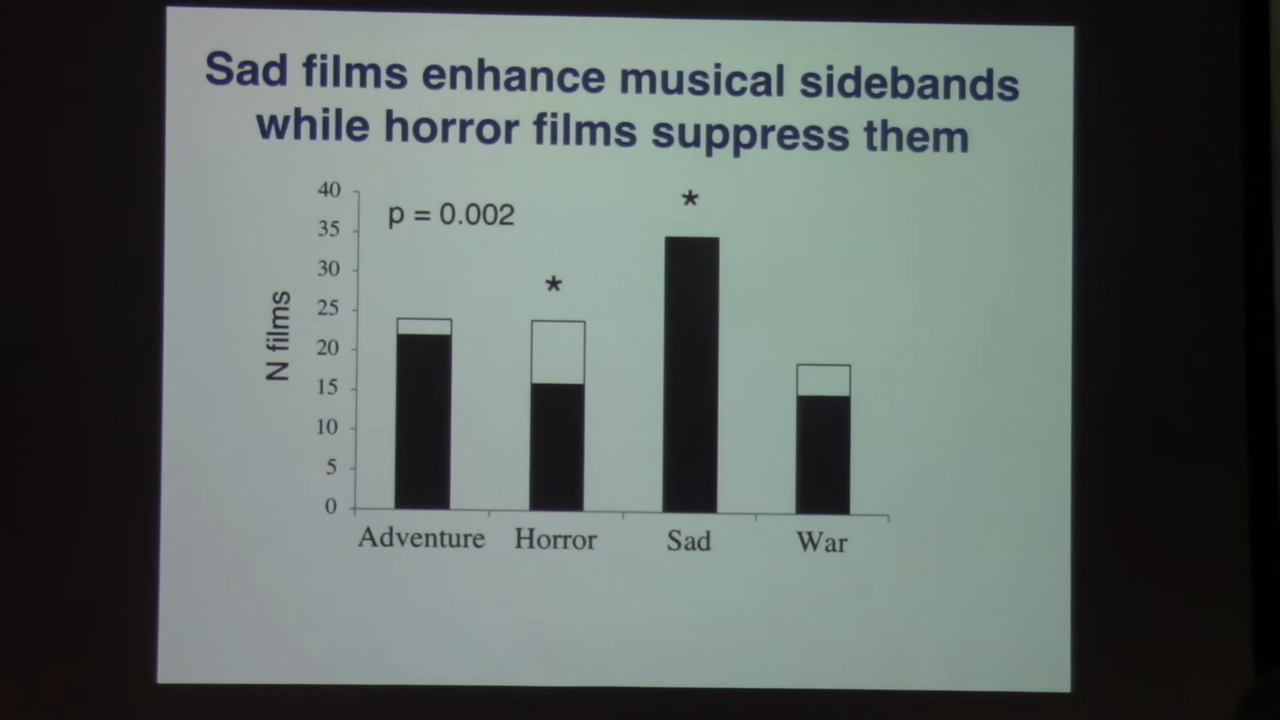 Sad films enhance musical sidebands
while horror films suppress them
p = 0.002
*
*
N films
40
35
30
25
20
15
10
5
0
Adventure Horror Sad War